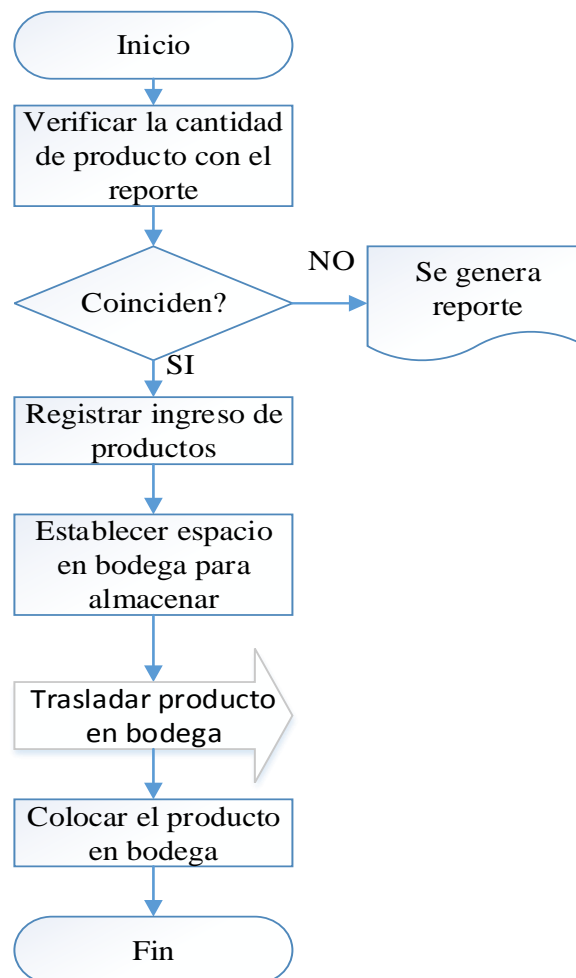 Inicio
Verificar la cantidad
de producto con el
reporte
Coinciden?
NO
Se genera
reporte
SI
Registrar ingreso de
productos
Establecer espacio
en bodega para
almacenar
Trasladar producto
en bodega
Colocar el producto
en bodega
Fin